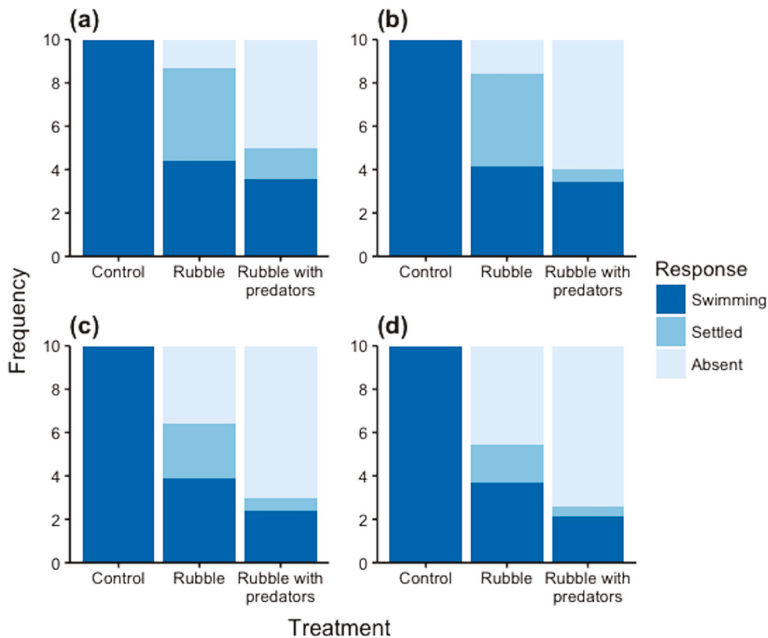 (a)
(b)
10
8
6
4
2
0
Control
Rubble
Rubble with
predators
10
8
6
4
2
0
Control
Rubble
Rubble with
predators
Response
Swimming
Settled
Absent
Frequency
(c)
(d)
10
8
6
4
2
0
Control
Rubble
Rubble with
predators
10
8
6
4
2
0
Control
Rubble
Rubble with
predators
Treatment